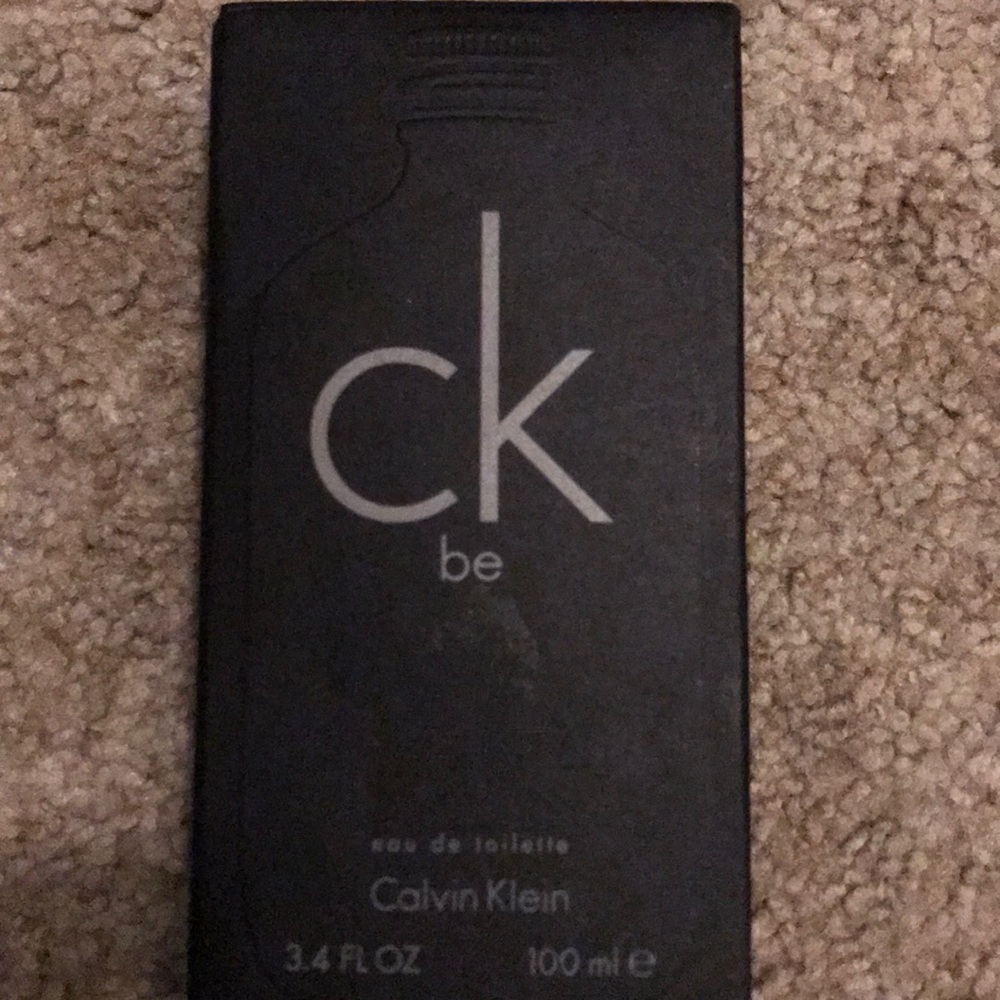 ck
be
eau de toilette
Calvin Klein
3.4 FL OZ 100 ml ℮